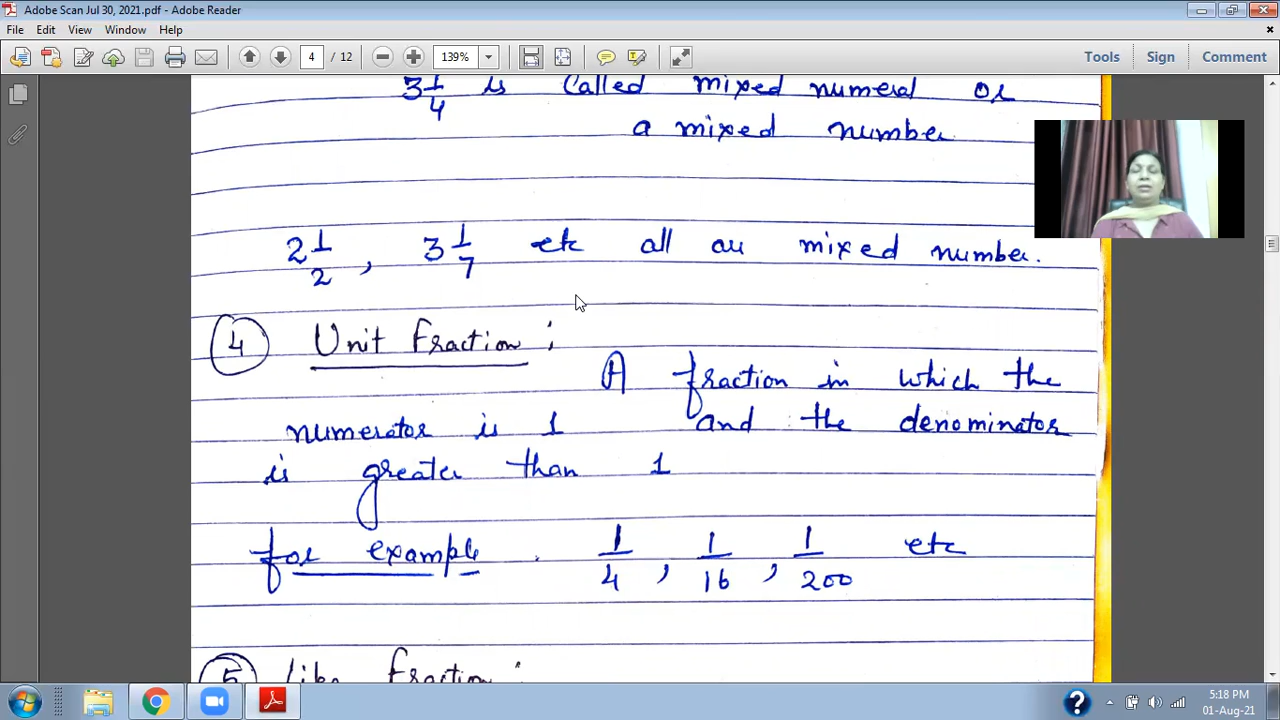 Adobe Scan Jul 30, 2021.pdf - Adobe Reader
File Edit View Window Help
4 / 12 139% Tools Sign Comment
3 1/4 is called mixed numeral or
a mixed number
2 1/2, 3 1/7 etc all are mixed number.
4 Unit Fraction :
A fraction in which the
numerator is 1 and the denominator
is greater than 1
for example . 1/4, 1/16, 1/200 etc
5 Like Fraction :
5:18 PM
01-Aug-21